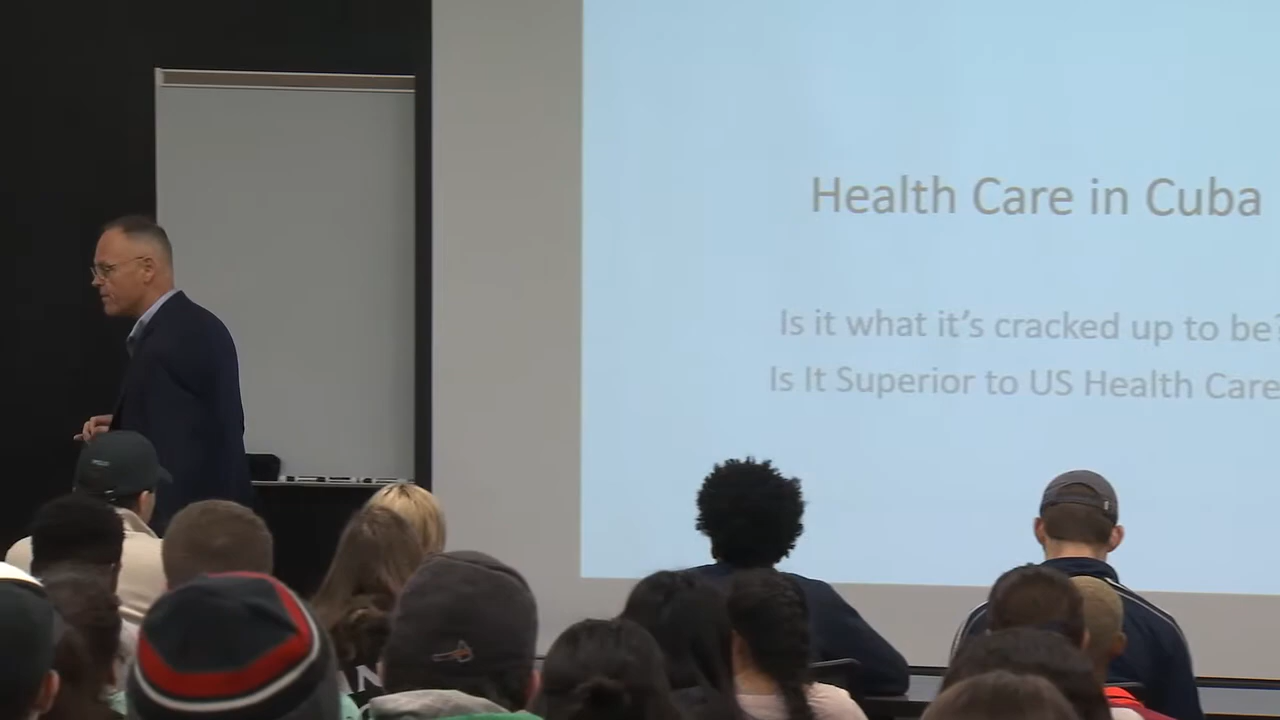 Health Care in Cuba
Is it what it's cracked up to be?
Is It Superior to US Health Care